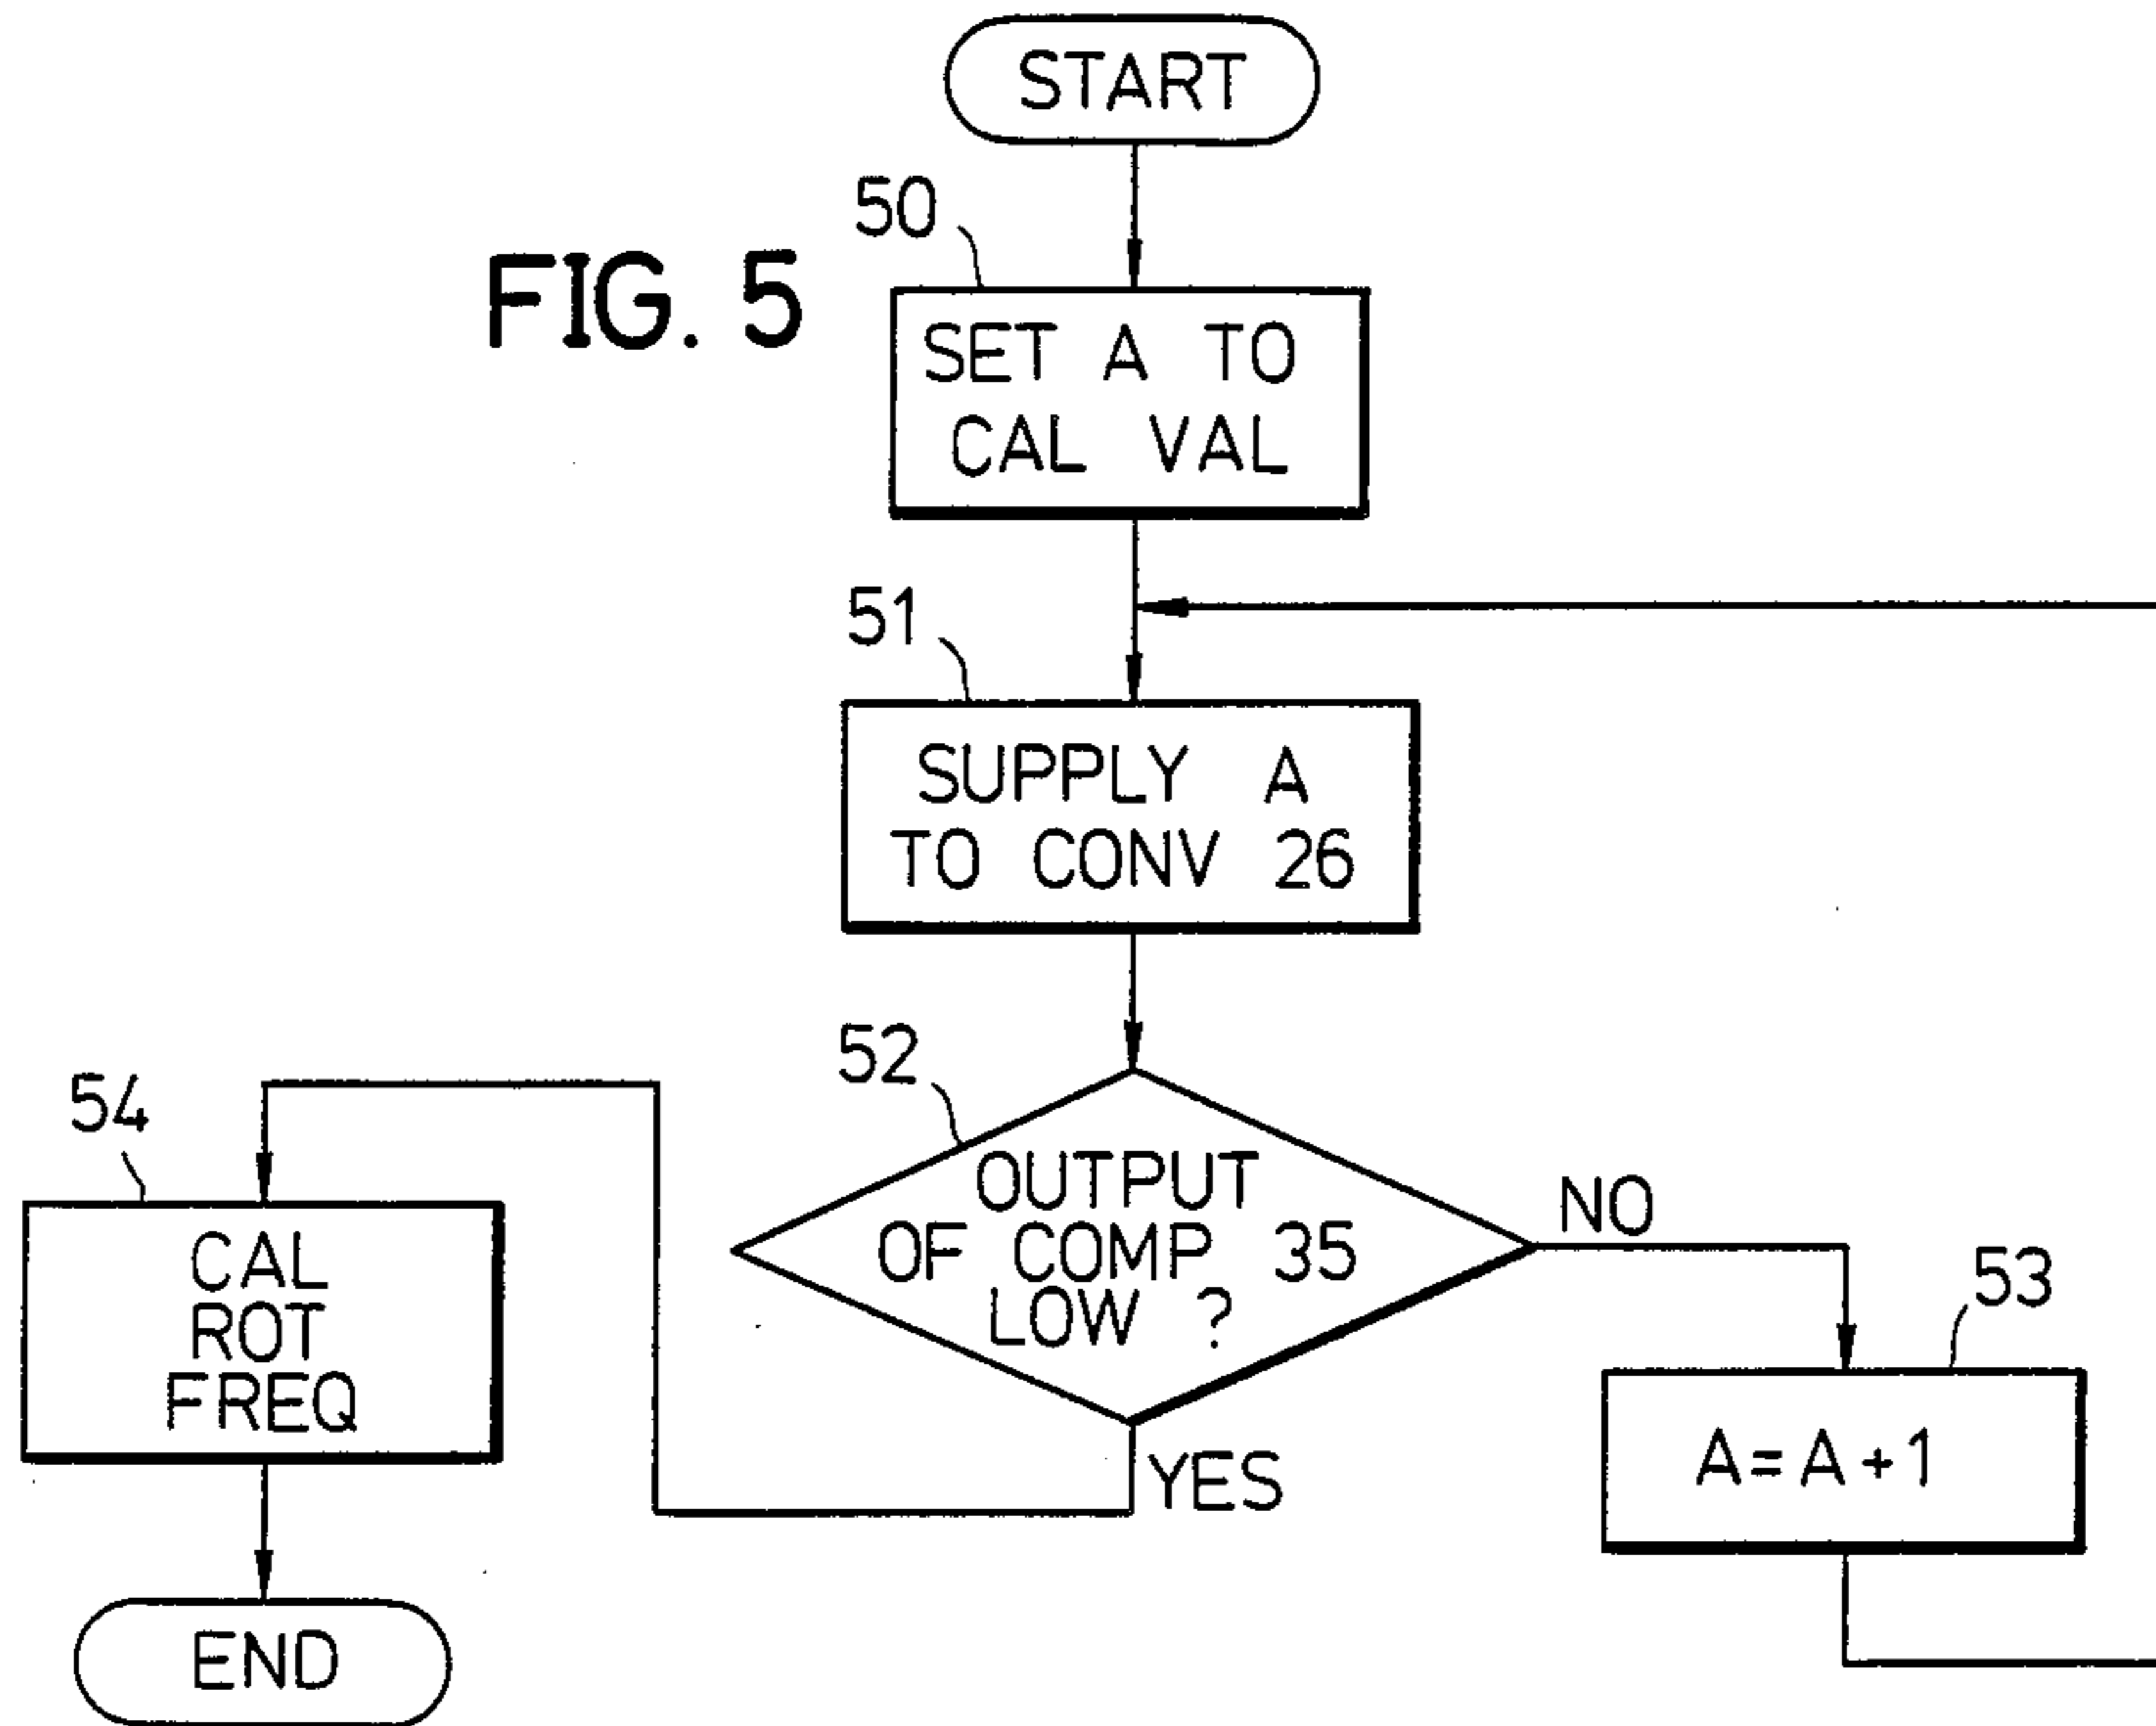 START
50
FIG. 5
SET A TO
CAL VAL
51
SUPPLY A
TO CONV 26
52
OUTPUT
OF COMP 35
LOW ?
NO
YES
53
A=A+1
54
CAL
ROT
FREQ
END